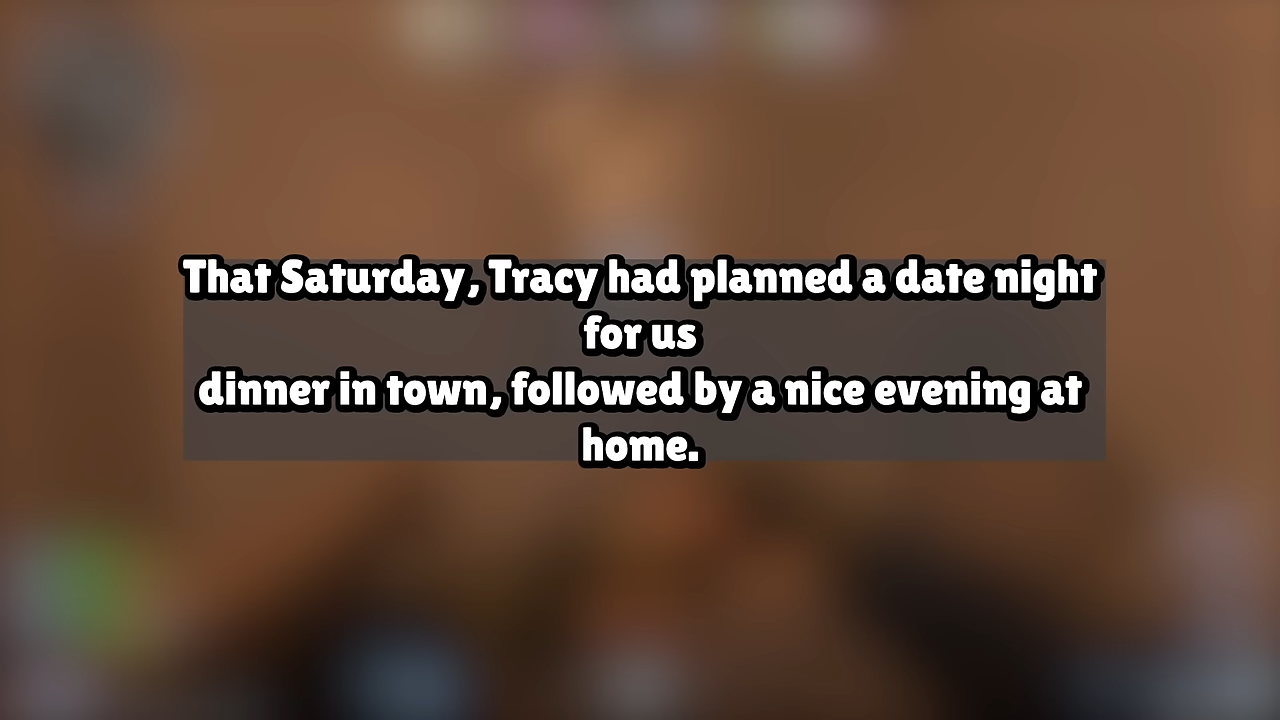 That Saturday, Tracy had planned a date night
for us
dinner in town, followed by a nice evening at
home.